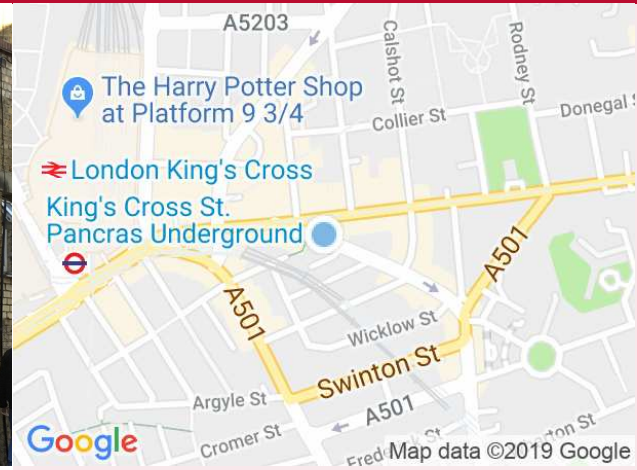 A5203
Calshot St
Rodney St
The Harry Potter Shop
at Platform 9 3/4
Collier St
Donegal
London King's Cross
King's Cross St.
Pancras Underground
A501
A501
Wicklow St
Swinton St
Argyle St
A501
Cromer St
Google
Map data ©2019 Google